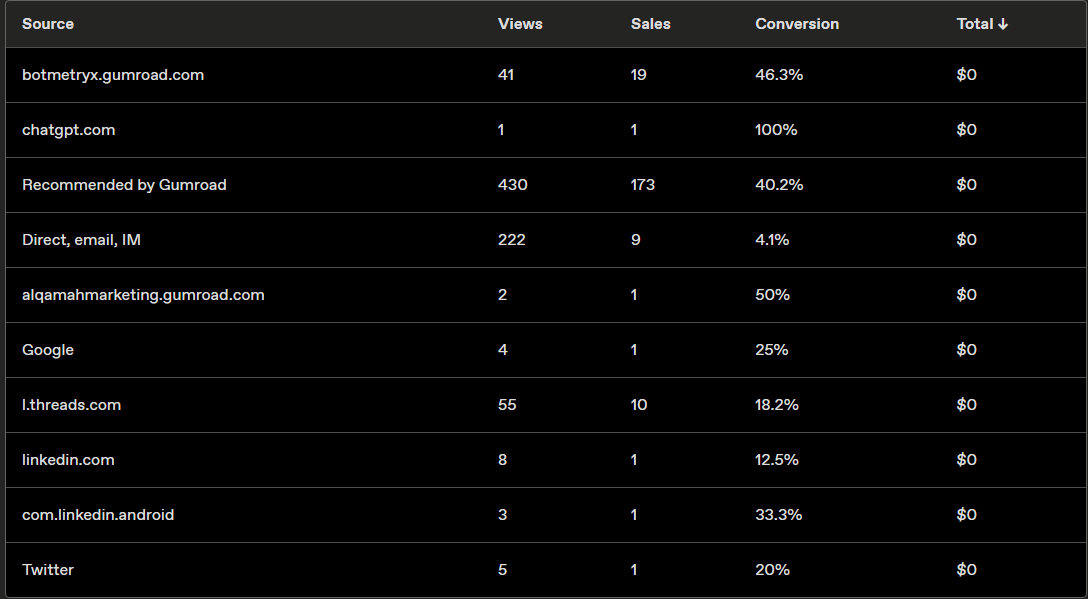 Source Views Sales Conversion Total ↓
botmetryx.gumroad.com 41 19 46.3% $0
chatgpt.com 1 1 100% $0
Recommended by Gumroad 430 173 40.2% $0
Direct, email, IM 222 9 4.1% $0
alqamahmarketing.gumroad.com 2 1 50% $0
Google 4 1 25% $0
l.threads.com 55 10 18.2% $0
linkedin.com 8 1 12.5% $0
com.linkedin.android 3 1 33.3% $0
Twitter 5 1 20% $0